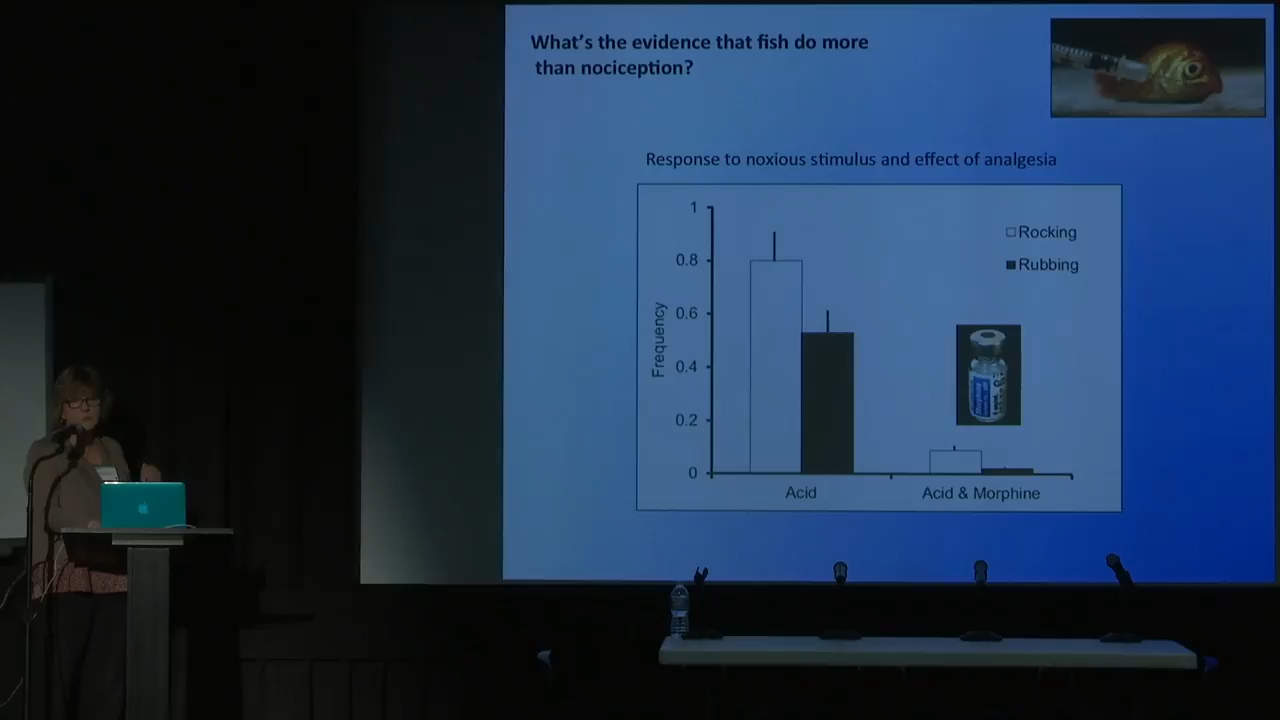 What's the evidence that fish do more
than nociception?
Response to noxious stimulus and effect of analgesia
1
0.8
0.6
0.4
0.2
0
Frequency
Rocking
Rubbing
Acid
Acid & Morphine